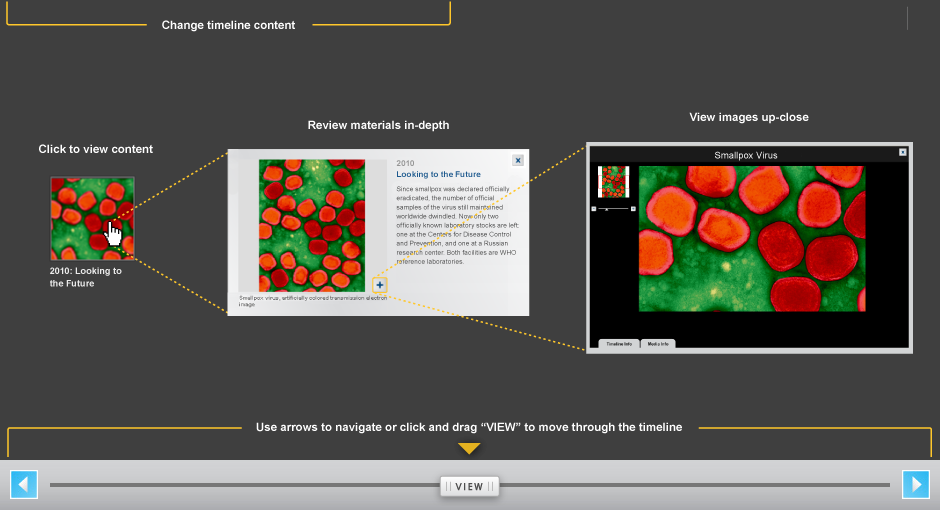 Change timeline content
View images up-close
Review materials in-depth
Click to view content
Smallpox Virus
x
x
2010
Looking to the Future
Since smallpox was declared officially
eradicated, the number of official
samples of the virus still maintained
worldwide dwindled. Now only two
officially known laboratory stocks are left:
one at the Centers for Disease Control
and Prevention, and one at a Russian
research center. Both facilities are WHO
reference laboratories.
2010: Looking to
the Future
+
Smallpox virus, artificially colored transmission electron
image
Timeline Info
Media Info
Use arrows to navigate or click and drag “VIEW” to move through the timeline
VIEW